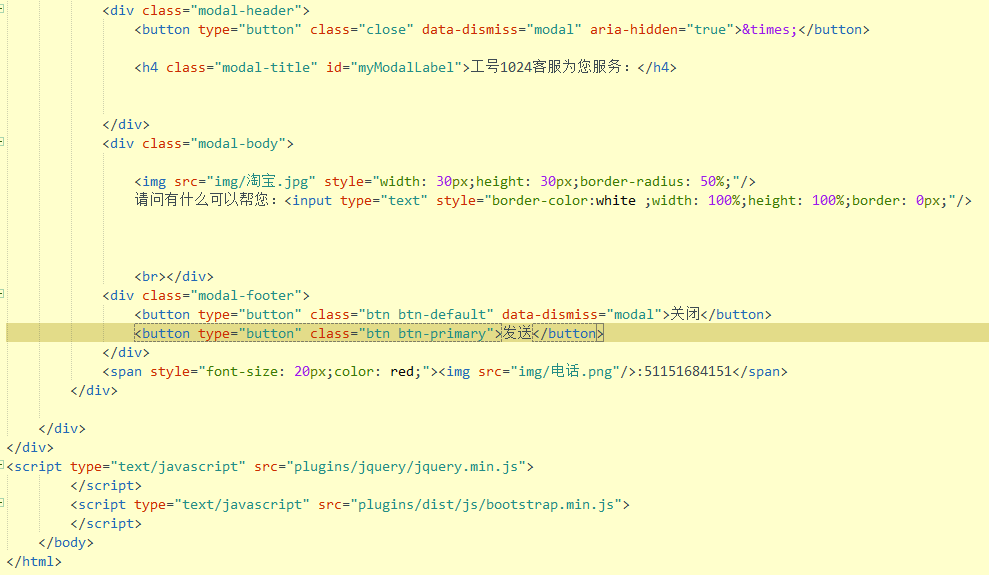 <div class="modal-header">
<button type="button" class="close" data-dismiss="modal" aria-hidden="true">&times;</button>
<h4 class="modal-title" id="myModalLabel">工号1024客服为您服务：</h4>
</div>
<div class="modal-body">
<img src="img/淘宝.jpg" style="width: 30px;height: 30px;border-radius: 50%;"/>
请问有什么可以帮您：<input type="text" style="border-color:white ;width: 100%;height: 100%;border: 0px;"/>
<br></div>
<div class="modal-footer">
<button type="button" class="btn btn-default" data-dismiss="modal">关闭</button>
<button type="button" class="btn btn-primary">发送</button>
</div>
<span style="font-size: 20px;color: red;"><img src="img/电话.png"/>:51151684151</span>
</div>
</div>
</div>
<script type="text/javascript" src="plugins/jquery/jquery.min.js">
</script>
<script type="text/javascript" src="plugins/dist/js/bootstrap.min.js">
</script>
</body>
</html>